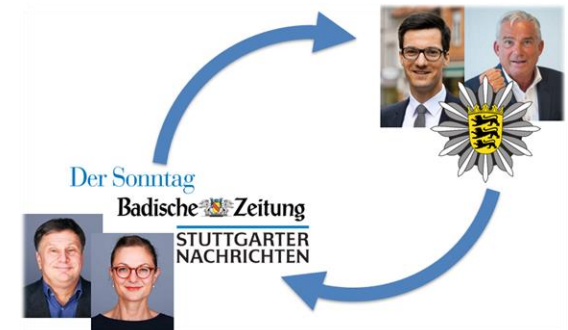 Der Sonntag
Badische Zeitung
STUTTGARTER
NACHRICHTEN